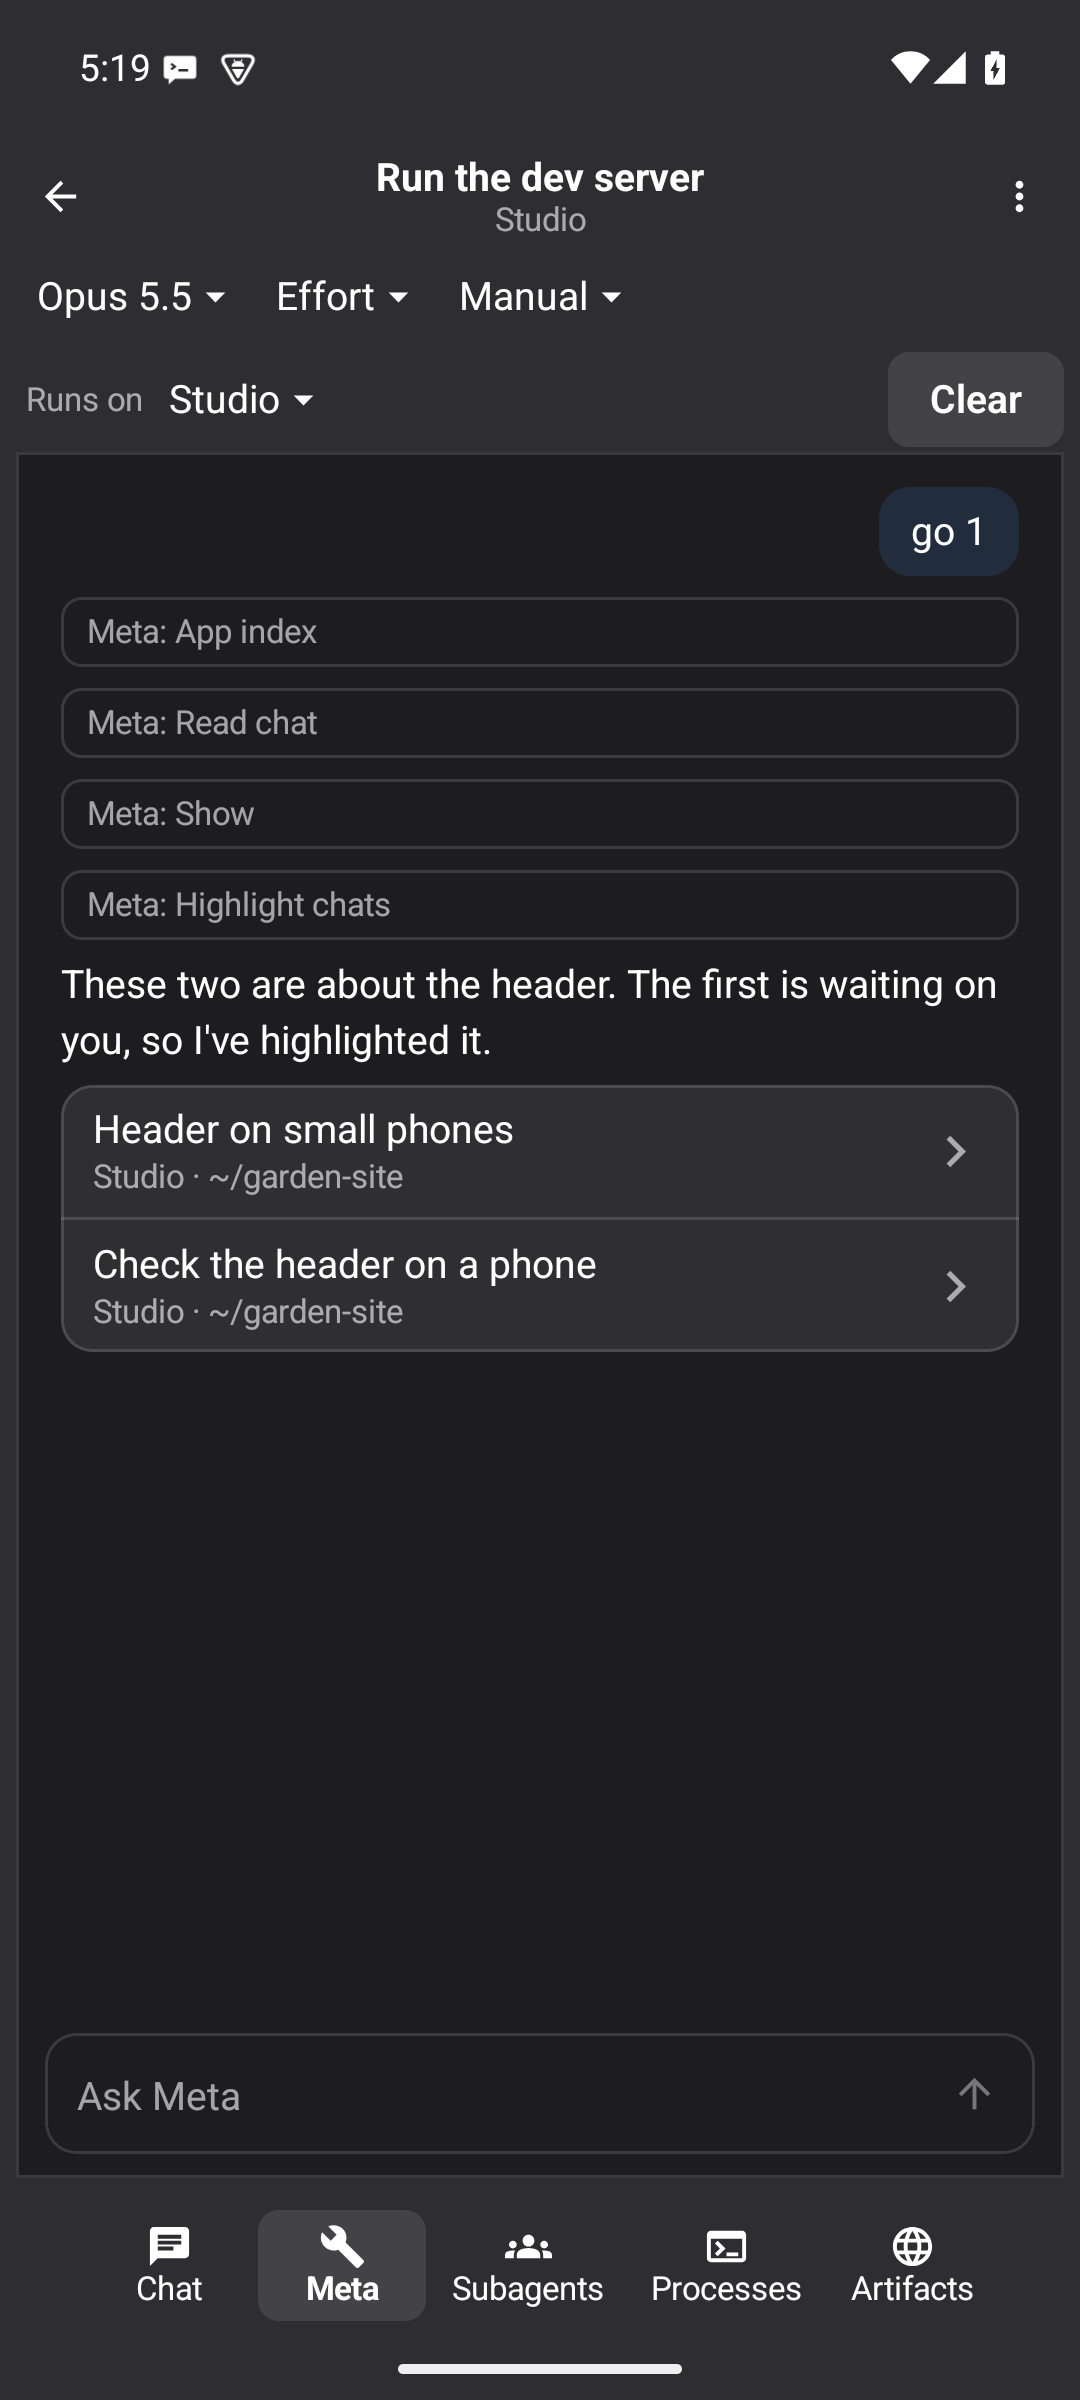 5:19
Run the dev server
Studio
Opus 5.5 Effort Manual
Runs on Studio Clear
go 1
Meta: App index
Meta: Read chat
Meta: Show
Meta: Highlight chats
These two are about the header. The first is waiting on
you, so I've highlighted it.
Header on small phones
Studio · ~/garden-site
Check the header on a phone
Studio · ~/garden-site
Ask Meta
Chat Meta Subagents Processes Artifacts